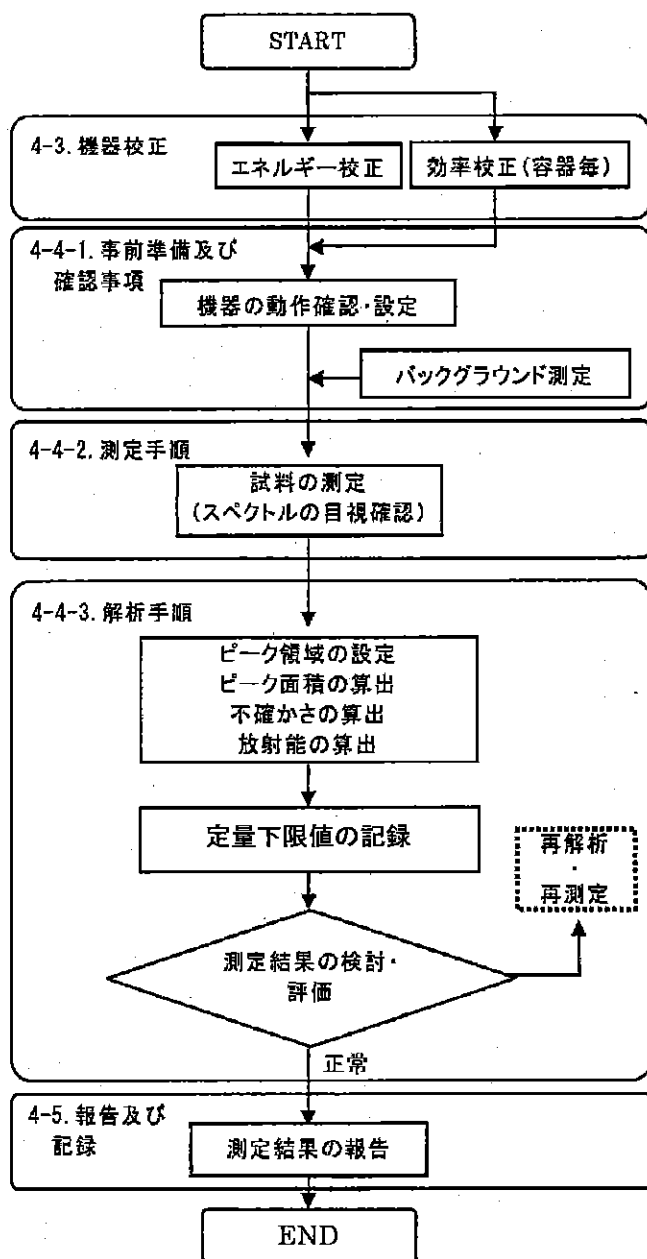 START
4-3. 機器校正
エネルギー校正
効率校正(容器毎)
4-4-1. 事前準備及び
確認事項
機器の動作確認・設定
バックグラウンド測定
4-4-2. 測定手順
試料の測定
(スペクトルの目視確認)
4-4-3. 解析手順
ピーク領域の設定
ピーク面積の算出
不確かさの算出
放射能の算出
定量下限値の記録
再解析
・
再測定
測定結果の検討・
評価
正常
4-5. 報告及び
記録
測定結果の報告
END